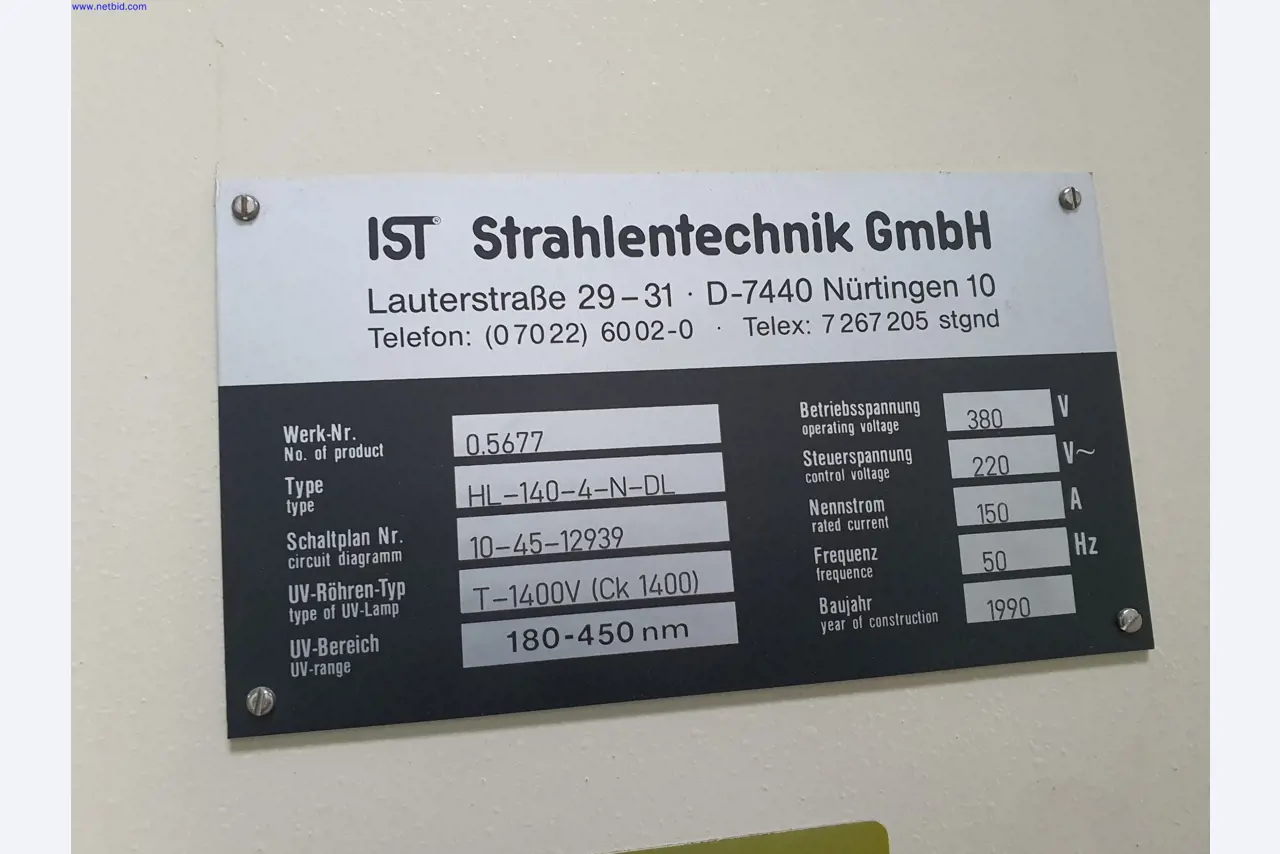 www.netbid.com
IST® Strahlentechnik GmbH
Lauterstraße 29–31 · D-7440 Nürtingen 10
Telefon: (07022) 6002-0 · Telex: 7267205 stgnd
Werk-Nr.
No. of product
0.5677
Type
type
HL-140-4-N-DL
Schaltplan Nr.
circuit diagramm
10-45-12939
UV-Röhren-Typ
type of UV-Lamp
T-1400V (Ck 1400)
UV-Bereich
UV-range
180-450 nm
Betriebsspannung
operating voltage
380 V
Steuerspannung
control voltage
220 V~
Nennstrom
rated current
150 A
Frequenz
frequence
50 Hz
Baujahr
year of construction
1990